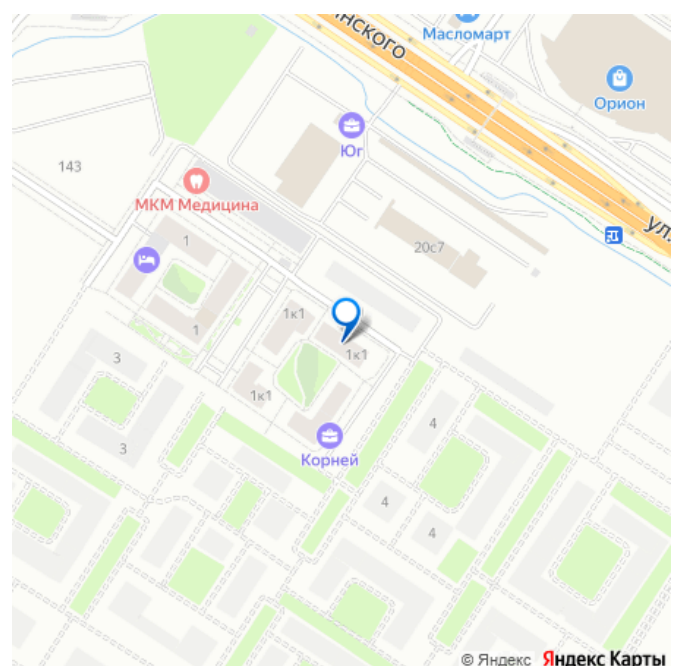 нского
Масломарт
Орион
Юг
143
МКМ Медицина
ул.
20с7
1
1
1к1
1к1
1к1
3
3
4
Корней
4
4
© Яндекс Яндекс Карты